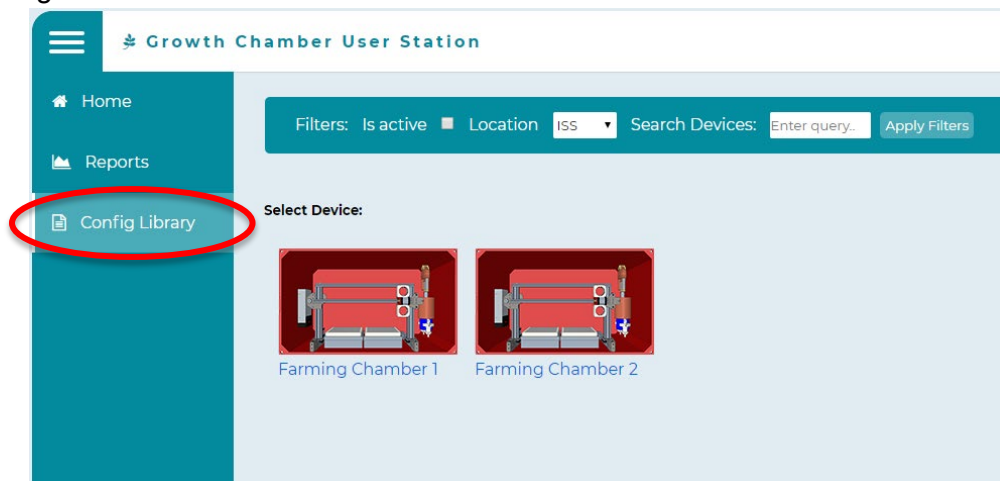 Growth Chamber User Station
Home
Filters: Is active Location ISS Search Devices: Enter query.. Apply Filters
Reports
Select Device:
Config Library
Farming Chamber 1 Farming Chamber 2